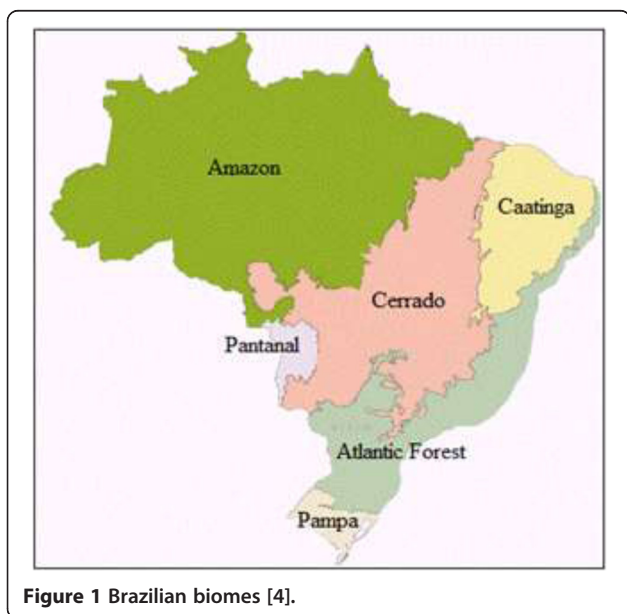 Amazon
Caatinga
Cerrado
Pantanal
Atlantic Forest
Pampa
Figure 1 Brazilian biomes [4].